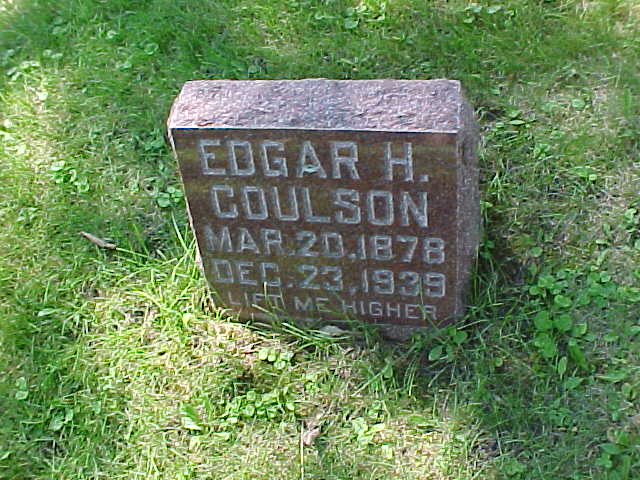 EDGAR H.
COULSON
MAR. 20. 1878
DEC. 23. 1939
LIFT ME HIGHER